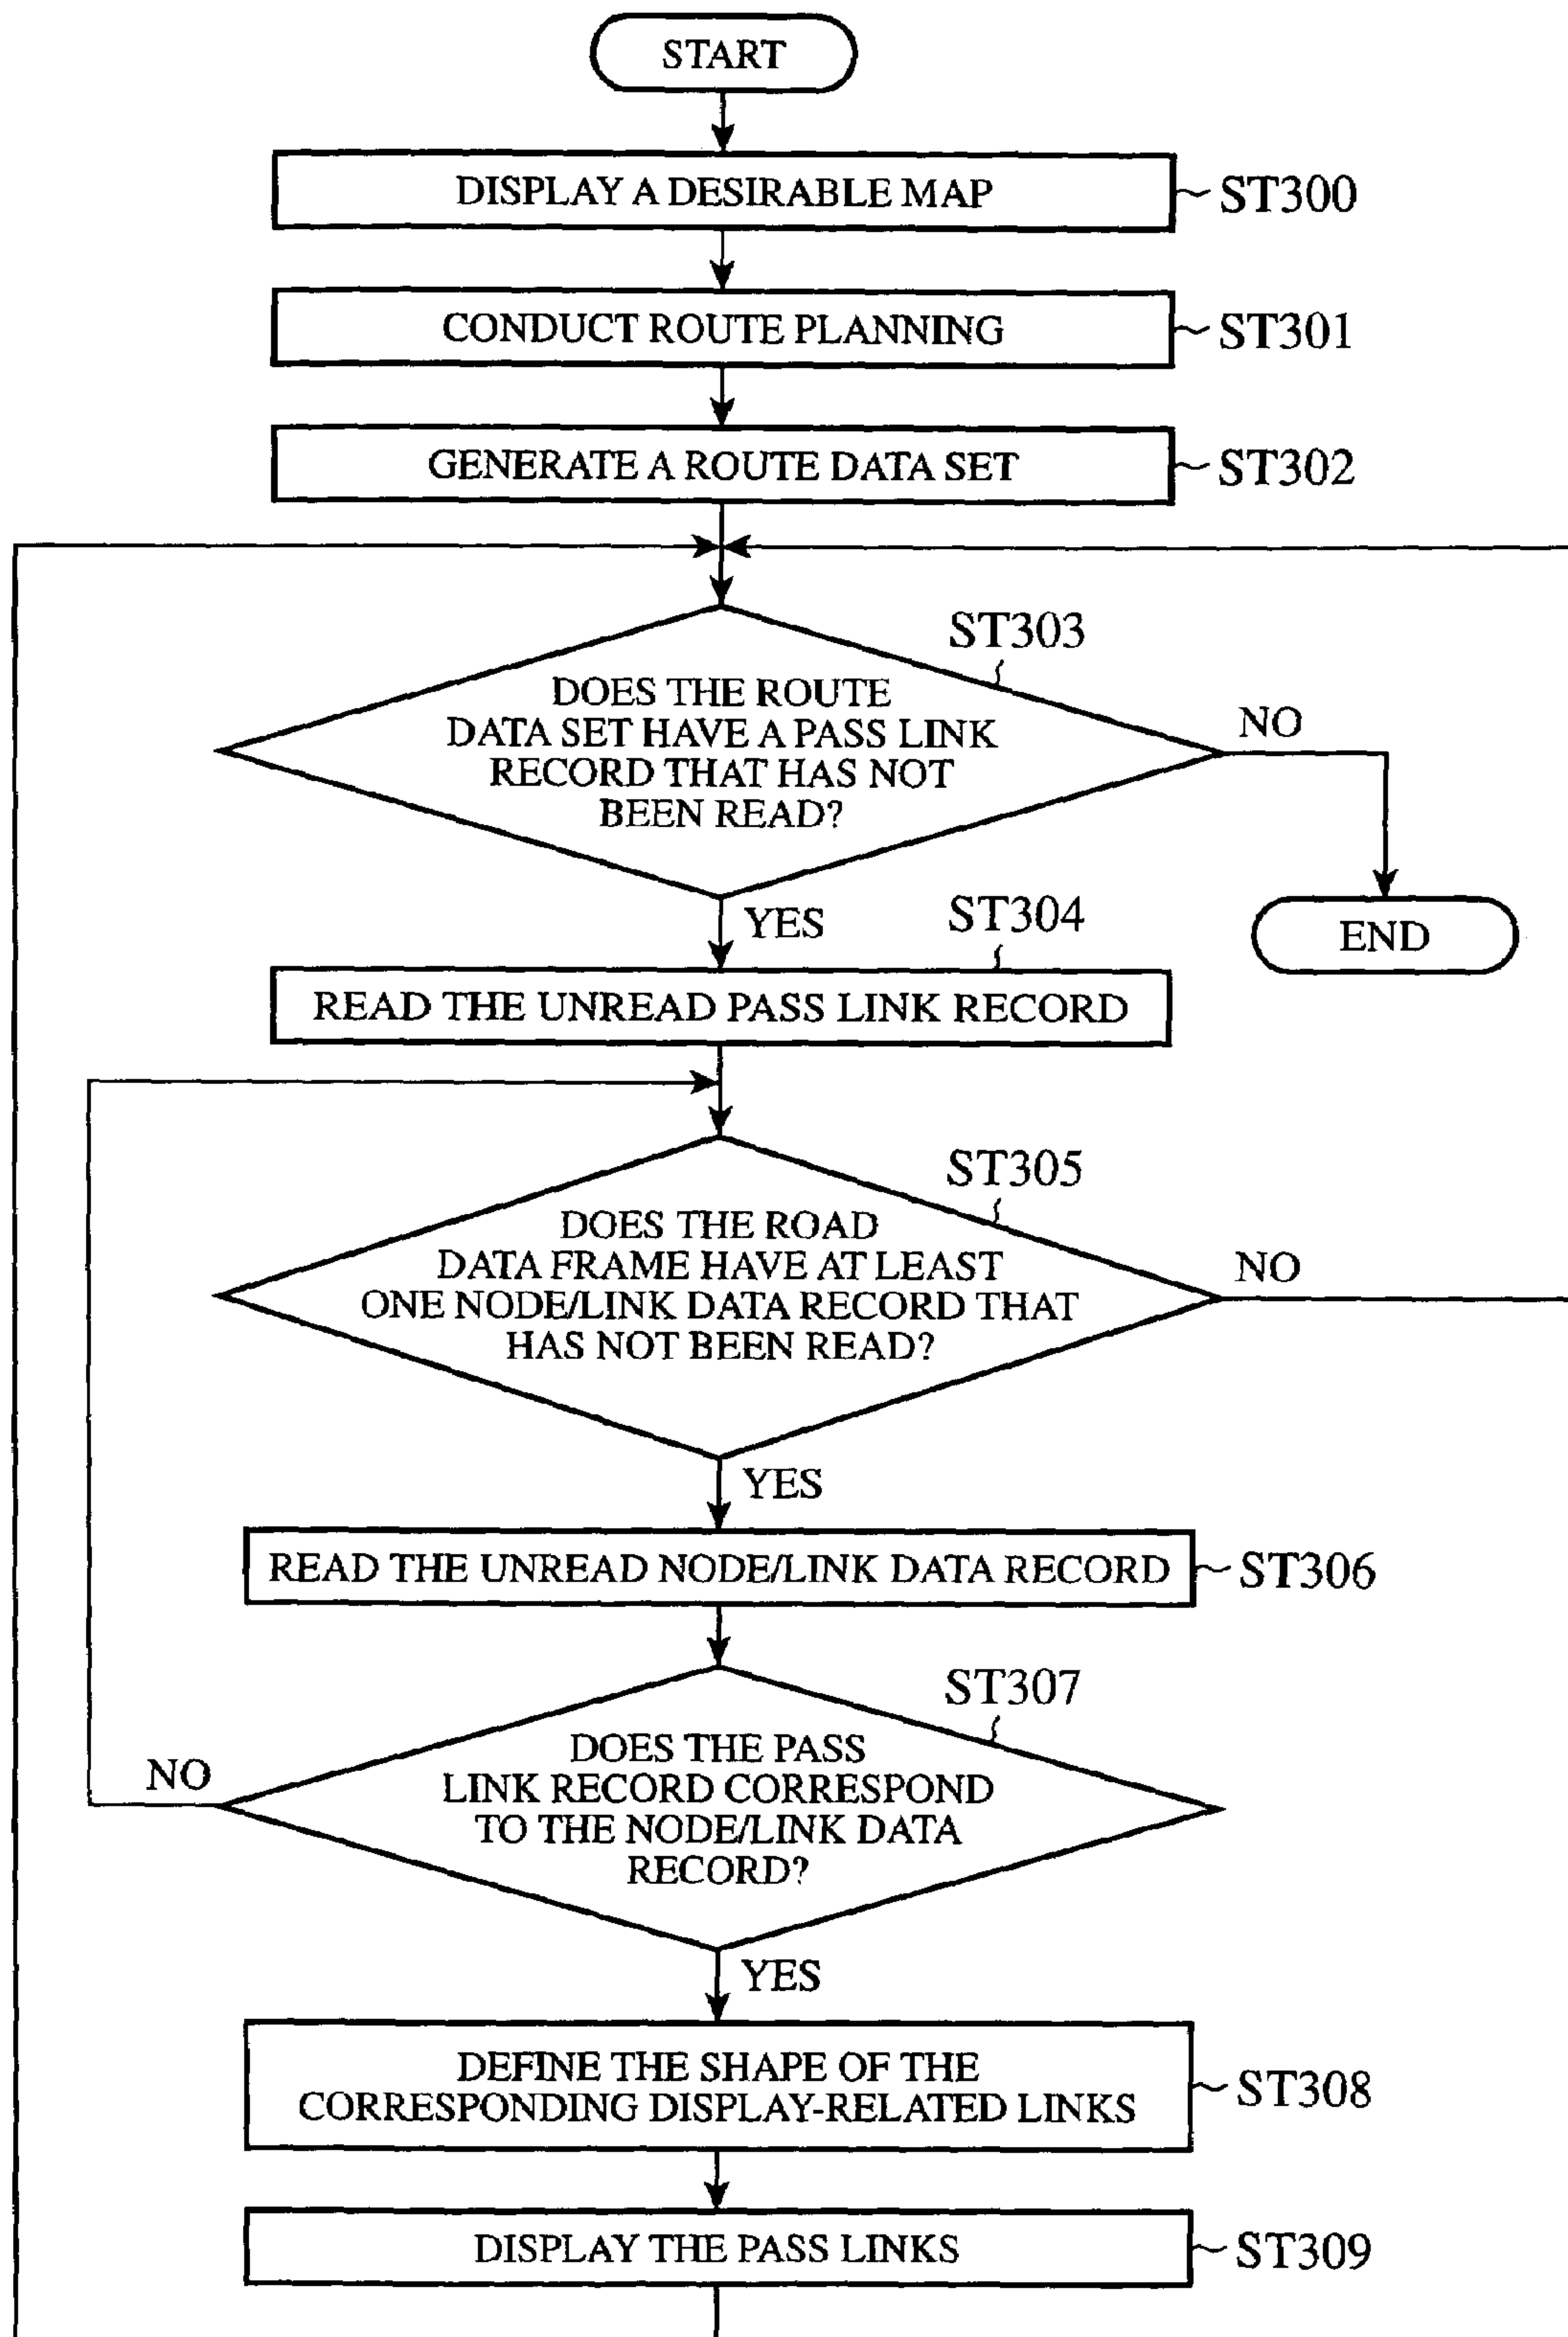 START
DISPLAY A DESIRABLE MAP
ST300
CONDUCT ROUTE PLANNING
ST301
GENERATE A ROUTE DATA SET
ST302
ST303
DOES THE ROUTE
DATA SET HAVE A PASS LINK
RECORD THAT HAS NOT
BEEN READ?
NO
YES
ST304
END
READ THE UNREAD PASS LINK RECORD
ST305
DOES THE ROAD
DATA FRAME HAVE AT LEAST
ONE NODE/LINK DATA RECORD THAT
HAS NOT BEEN READ?
NO
YES
READ THE UNREAD NODE/LINK DATA RECORD
ST306
ST307
DOES THE PASS
LINK RECORD CORRESPOND
TO THE NODE/LINK DATA
RECORD?
NO
YES
DEFINE THE SHAPE OF THE
CORRESPONDING DISPLAY-RELATED LINKS
ST308
DISPLAY THE PASS LINKS
ST309